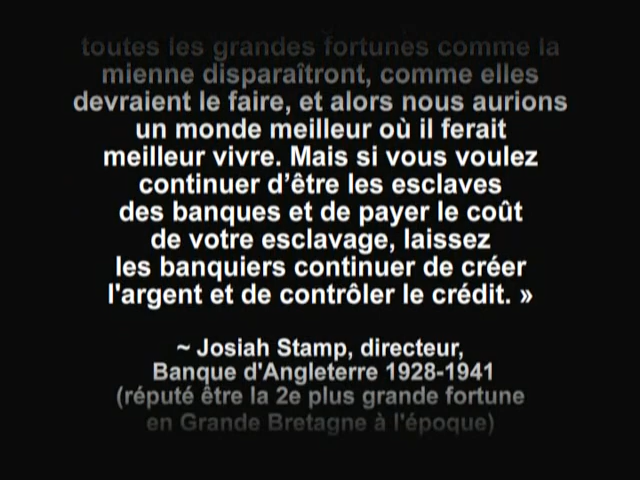 toutes les grandes fortunes comme la
mienne disparaîtront, comme elles
devraient le faire, et alors nous aurions
un monde meilleur où il ferait
meilleur vivre. Mais si vous voulez
continuer d’être les esclaves
des banques et de payer le coût
de votre esclavage, laissez
les banquiers continuer de créer
l'argent et de contrôler le crédit. »
~ Josiah Stamp, directeur,
Banque d'Angleterre 1928-1941
(réputé être la 2e plus grande fortune
en Grande Bretagne à l'époque)